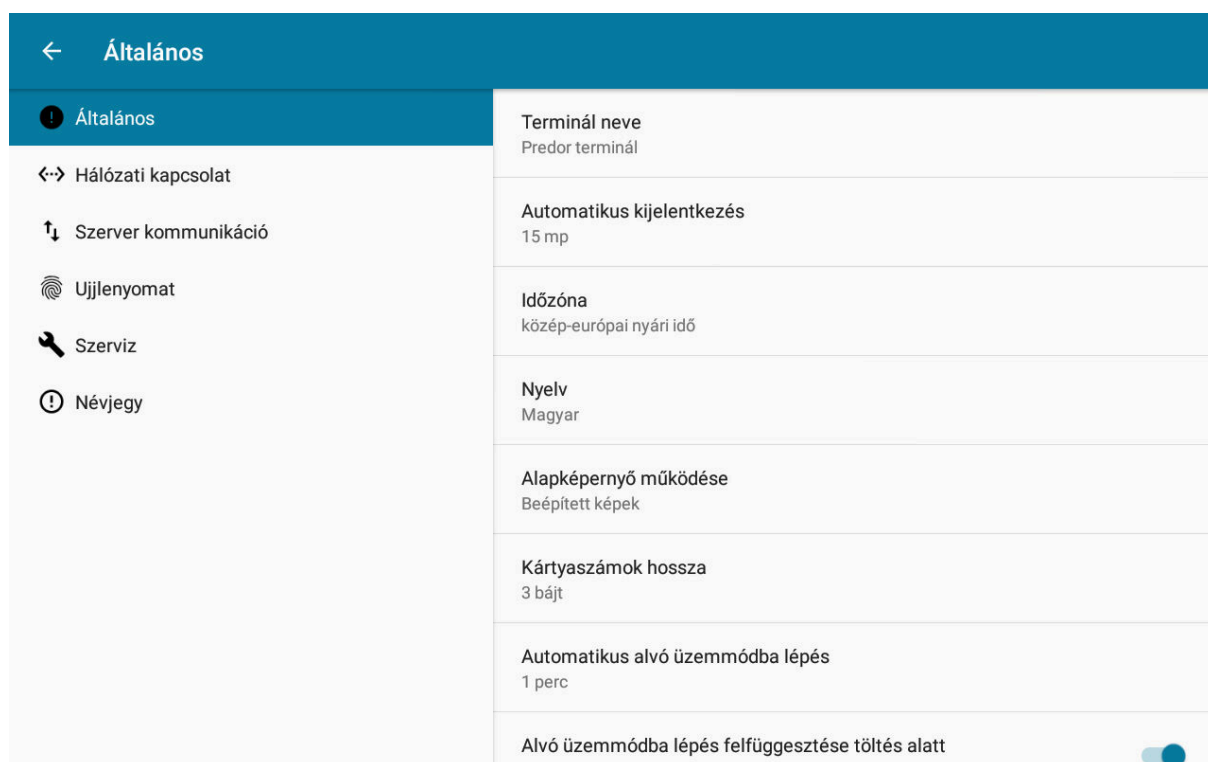 Általános
Általános
Hálózati kapcsolat
Szerver kommunikáció
Ujjlenyomat
Szerviz
Névjegy
Terminál neve
Predor terminál
Automatikus kijelentkezés
15 mp
Időzóna
közép-európai nyári idő
Nyelv
Magyar
Alapképernyő működése
Beépített képek
Kártyaszámok hossza
3 bájt
Automatikus alvó üzemmódba lépés
1 perc
Alvó üzemmódba lépés felfüggesztése töltés alatt